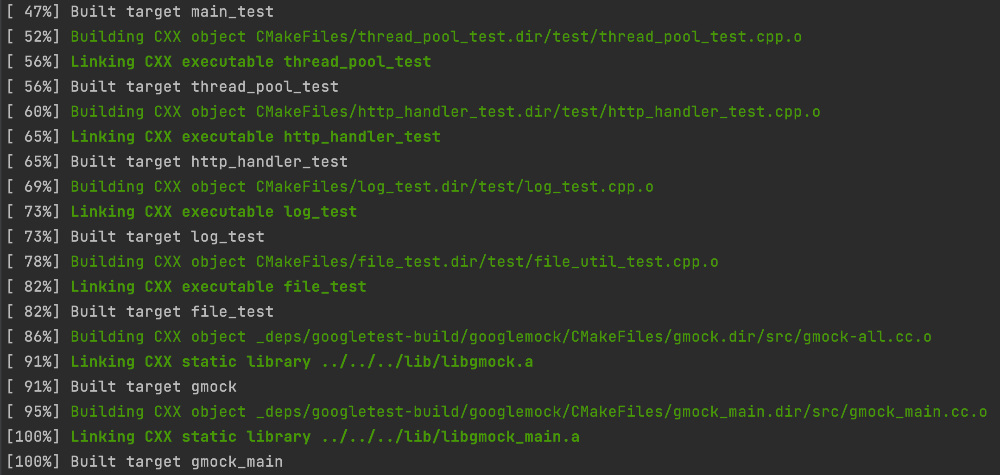 [ 47%] Built target main_test
[ 52%] Building CXX object CMakeFiles/thread_pool_test.dir/test/thread_pool_test.cpp.o
[ 56%] Linking CXX executable thread_pool_test
[ 56%] Built target thread_pool_test
[ 60%] Building CXX object CMakeFiles/http_handler_test.dir/test/http_handler_test.cpp.o
[ 65%] Linking CXX executable http_handler_test
[ 65%] Built target http_handler_test
[ 69%] Building CXX object CMakeFiles/log_test.dir/test/log_test.cpp.o
[ 73%] Linking CXX executable log_test
[ 73%] Built target log_test
[ 78%] Building CXX object CMakeFiles/file_test.dir/test/file_util_test.cpp.o
[ 82%] Linking CXX executable file_test
[ 82%] Built target file_test
[ 86%] Building CXX object _deps/googletest-build/googlemock/CMakeFiles/gmock.dir/src/gmock-all.cc.o
[ 91%] Linking CXX static library ../../../lib/libgmock.a
[ 91%] Built target gmock
[ 95%] Building CXX object _deps/googletest-build/googlemock/CMakeFiles/gmock_main.dir/src/gmock_main.cc.o
[100%] Linking CXX static library ../../../lib/libgmock_main.a
[100%] Built target gmock_main